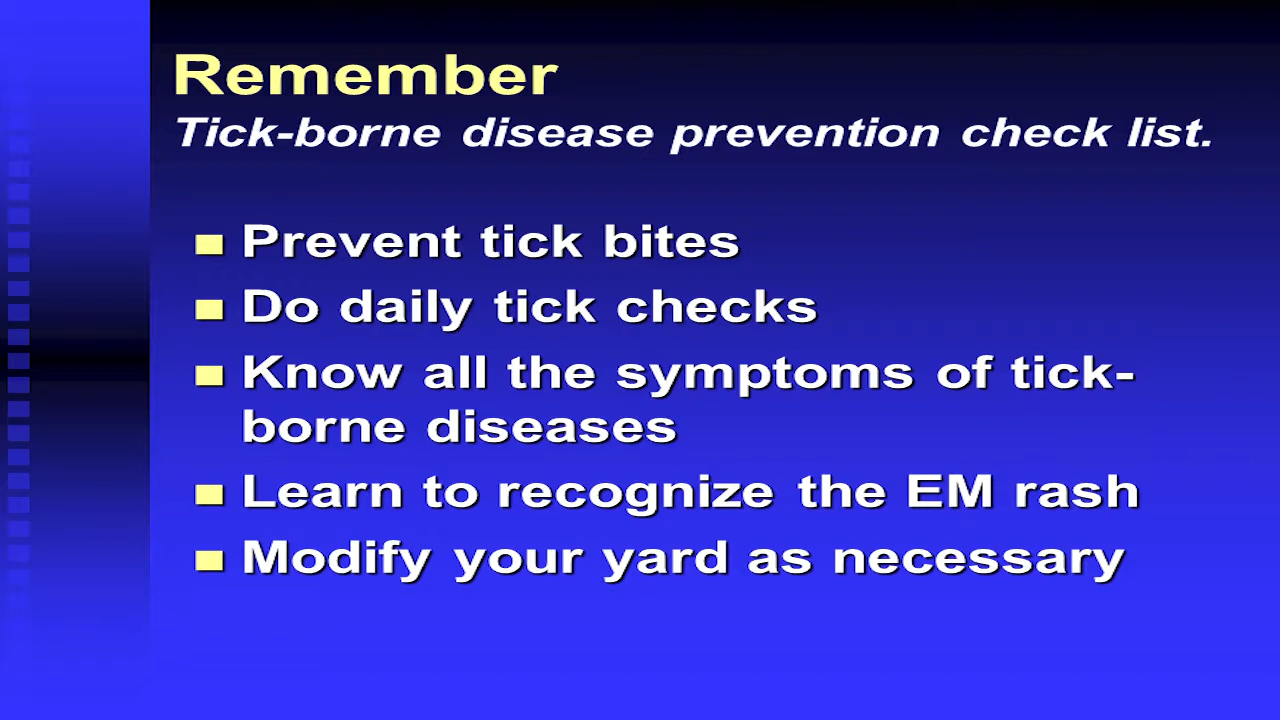 Remember
Tick-borne disease prevention check list.
Prevent tick bites
Do daily tick checks
Know all the symptoms of tick-
borne diseases
Learn to recognize the EM rash
Modify your yard as necessary